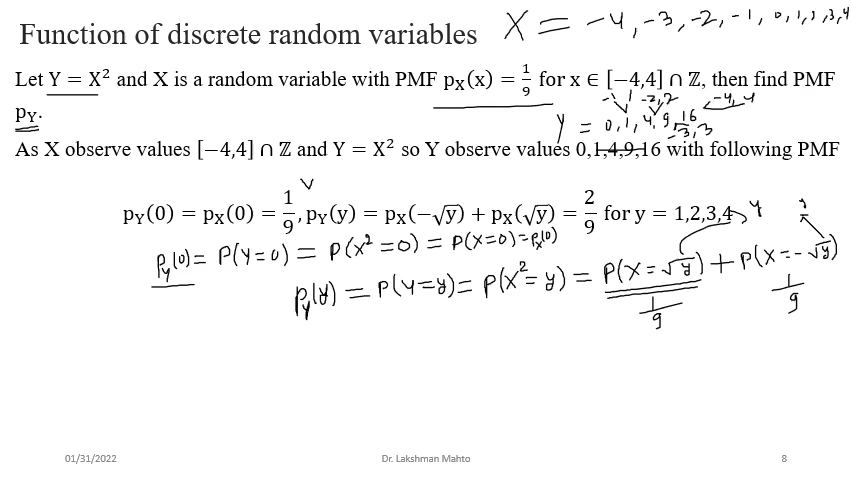 Function of discrete random variables X = -4, -3, -2, -1, 0, 1, 2, 3, 4
Let Y = X² and X is a random variable with PMF pX(x) = 1/9 for x ∈ [−4,4] ∩ ℤ, then find PMF
-1, 1 -2, 2 -4, 4
pY.
Y = 0, 1, 4, 9, 16
-3, 3
As X observe values [−4,4] ∩ ℤ and Y = X² so Y observe values 0,1,4,9,16 with following PMF
pY(0) = pX(0) = 1/9, pY(y) = pX(−√y) + pX(√y) = 2/9 for y = 1,2,3,4 y
Py(0) = P(Y=0) = P(X²=0) = P(X=0) = Px(0)
Py(y) = P(Y=y) = P(X²=y) = P(X=√y) + P(X=-√y)
1/9 1/9
01/31/2022 Dr. Lakshman Mahto 8